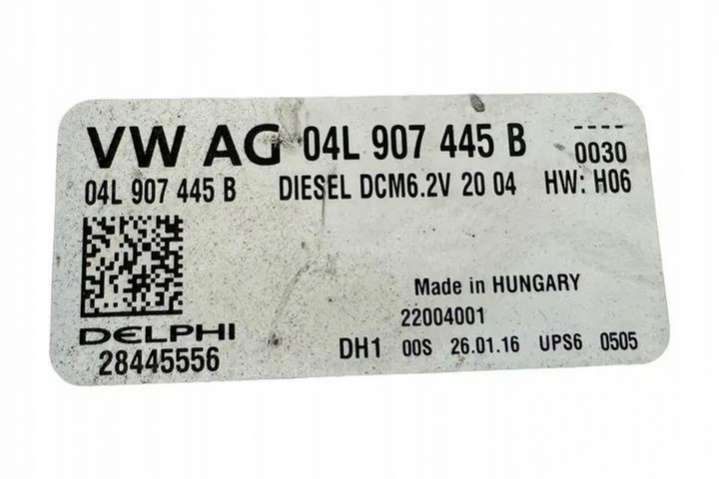 VW AG 04L 907 445 B ----
0030
04L 907 445 B DIESEL DCM6.2V 20 04 HW: H06
Made in HUNGARY
22004001
DELPHI
28445556 DH1 00S 26.01.16 UPS6 0505